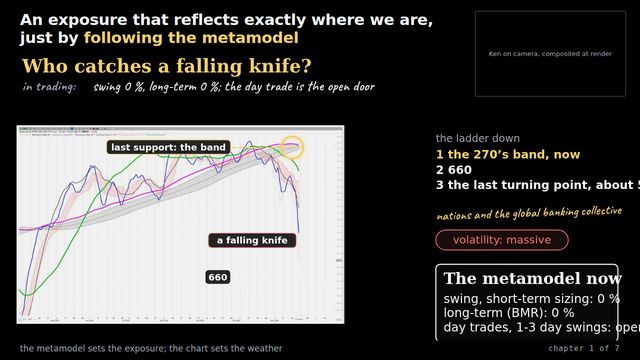 An exposure that reflects exactly where we are,
just by following the metamodel
Who catches a falling knife?
in trading: swing 0 %, long-term 0 %; the day trade is the open door
Ken on camera, composited at render
last support: the band
a falling knife
660
the ladder down
1 the 270's band, now
2 660
3 the last turning point, about
nations and the global banking collective
volatility: massive
The metamodel now
swing, short-term sizing: 0 %
long-term (BMR): 0 %
day trades, 1-3 day swings: open
the metamodel sets the exposure; the chart sets the weather
chapter 1 of 7